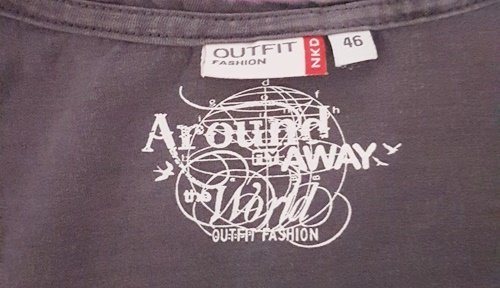 OUTFIT
FASHION
NKD
46
Around
AWAY
the
World
OUTFIT FASHION